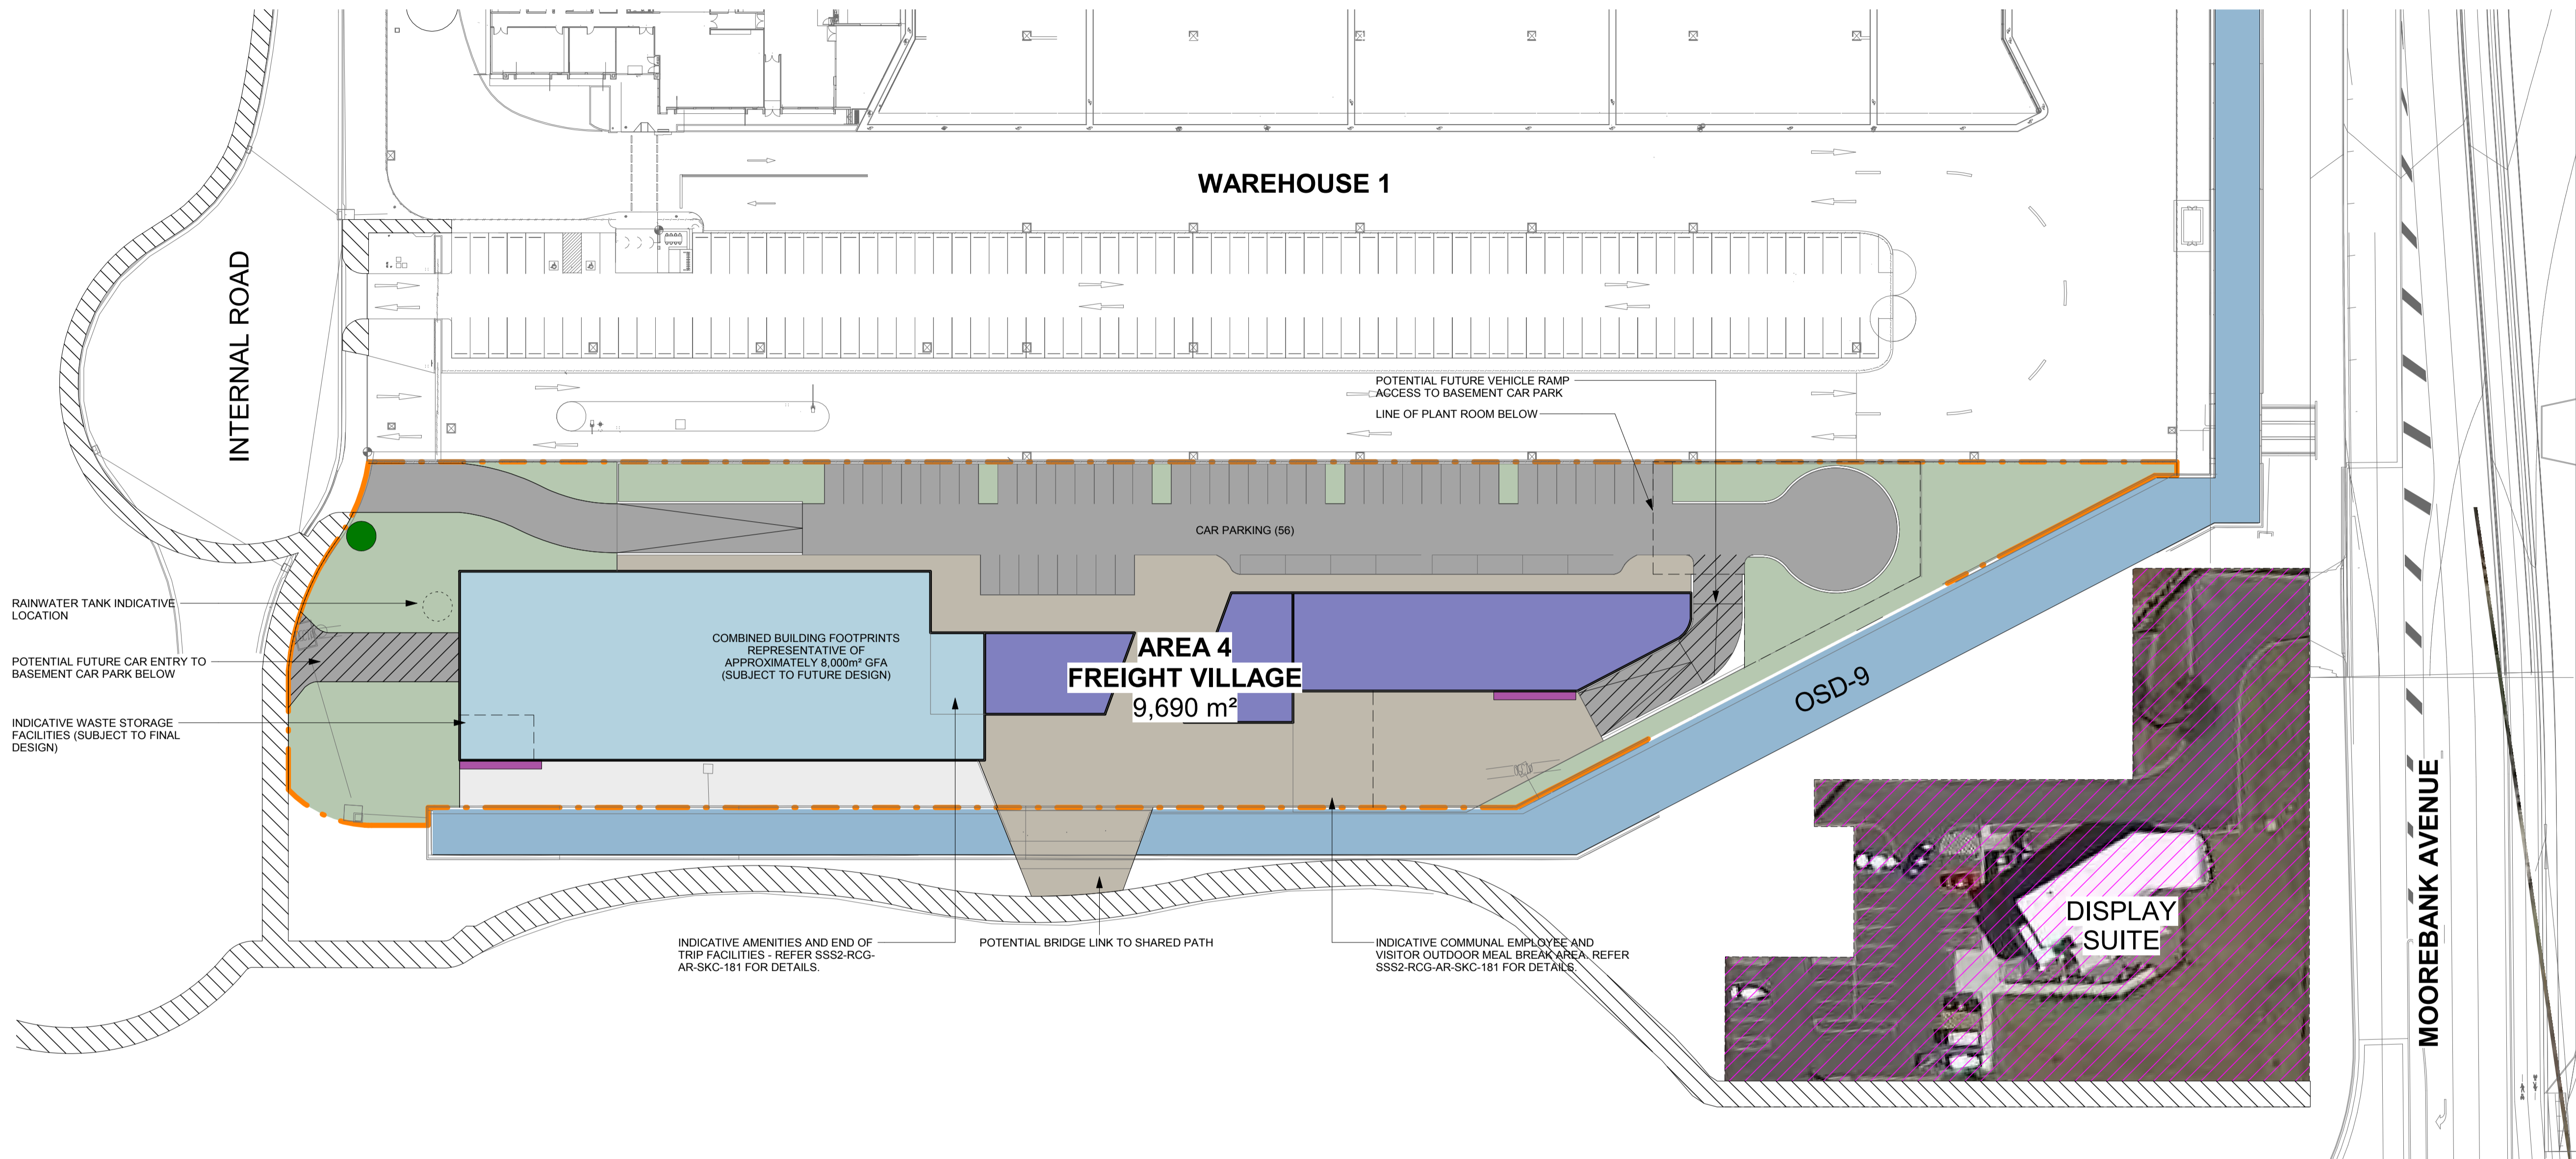 WAREHOUSE 1
INTERNAL ROAD
POTENTIAL FUTURE VEHICLE RAMP
ACCESS TO BASEMENT CAR PARK
LINE OF PLANT ROOM BELOW
CAR PARKING (56)
RAINWATER TANK INDICATIVE
LOCATION
POTENTIAL FUTURE CAR ENTRY TO
BASEMENT CAR PARK BELOW
INDICATIVE WASTE STORAGE
FACILITIES (SUBJECT TO FINAL
DESIGN)
COMBINED BUILDING FOOTPRINTS
REPRESENTATIVE OF
APPROXIMATELY 8,000m² GFA
(SUBJECT TO FUTURE DESIGN)
AREA 4
FREIGHT VILLAGE
9,690 m²
OSD-9
MOOREBANK AVENUE
DISPLAY
SUITE
INDICATIVE AMENITIES AND END OF
TRIP FACILITIES - REFER SSS2-RCG-
AR-SKC-181 FOR DETAILS.
POTENTIAL BRIDGE LINK TO SHARED PATH
INDICATIVE COMMUNAL EMPLOYEE AND
VISITOR OUTDOOR MEAL BREAK AREA. REFER
SSS2-RCG-AR-SKC-181 FOR DETAILS.